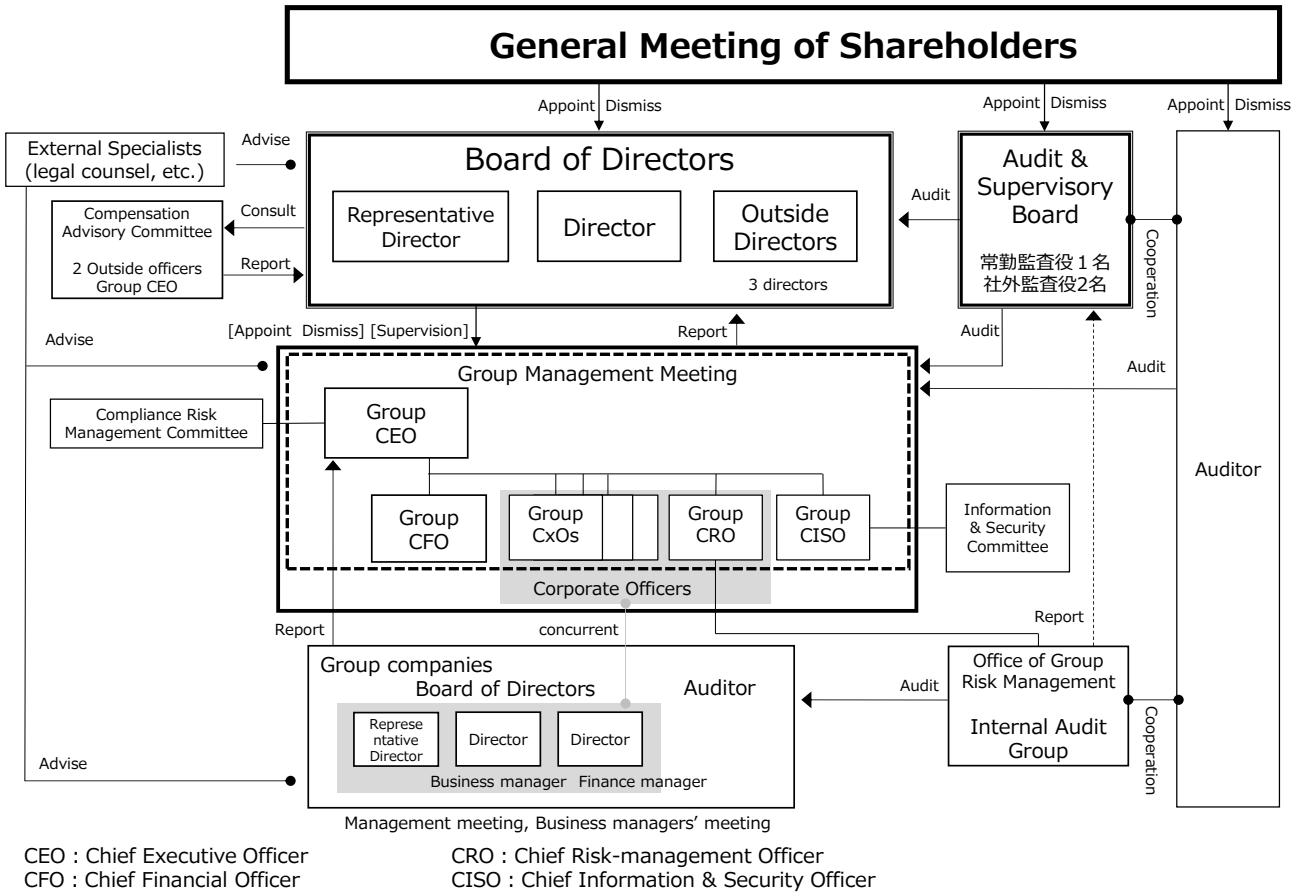 General Meeting of Shareholders
Appoint Dismiss
Appoint Dismiss
Appoint Dismiss
External Specialists
(legal counsel, etc.)
Advise
Board of Directors
Representative
Director
Director
Outside
Directors
3 directors
Audit
Audit &
Supervisory
Board
常勤監査役１名
社外監査役2名
Cooperation
Compensation
Advisory Committee
2 Outside officers
Group CEO
Consult
Report
[Appoint Dismiss] [Supervision]
Report
Audit
Advise
Audit
Group Management Meeting
Group
CEO
Compliance Risk
Management Committee
Group
CFO
Group
CxOs
Group
CRO
Group
CISO
Information
& Security
Committee
Auditor
Corporate Officers
Report
concurrent
Report
Group companies
Board of Directors
Auditor
Represe
ntative
Director
Director
Director
Business manager
Finance manager
Audit
Office of Group
Risk Management
Internal Audit
Group
Cooperation
Advise
Management meeting, Business managers’ meeting
CEO : Chief Executive Officer
CRO : Chief Risk-management Officer
CFO : Chief Financial Officer
CISO : Chief Information & Security Officer